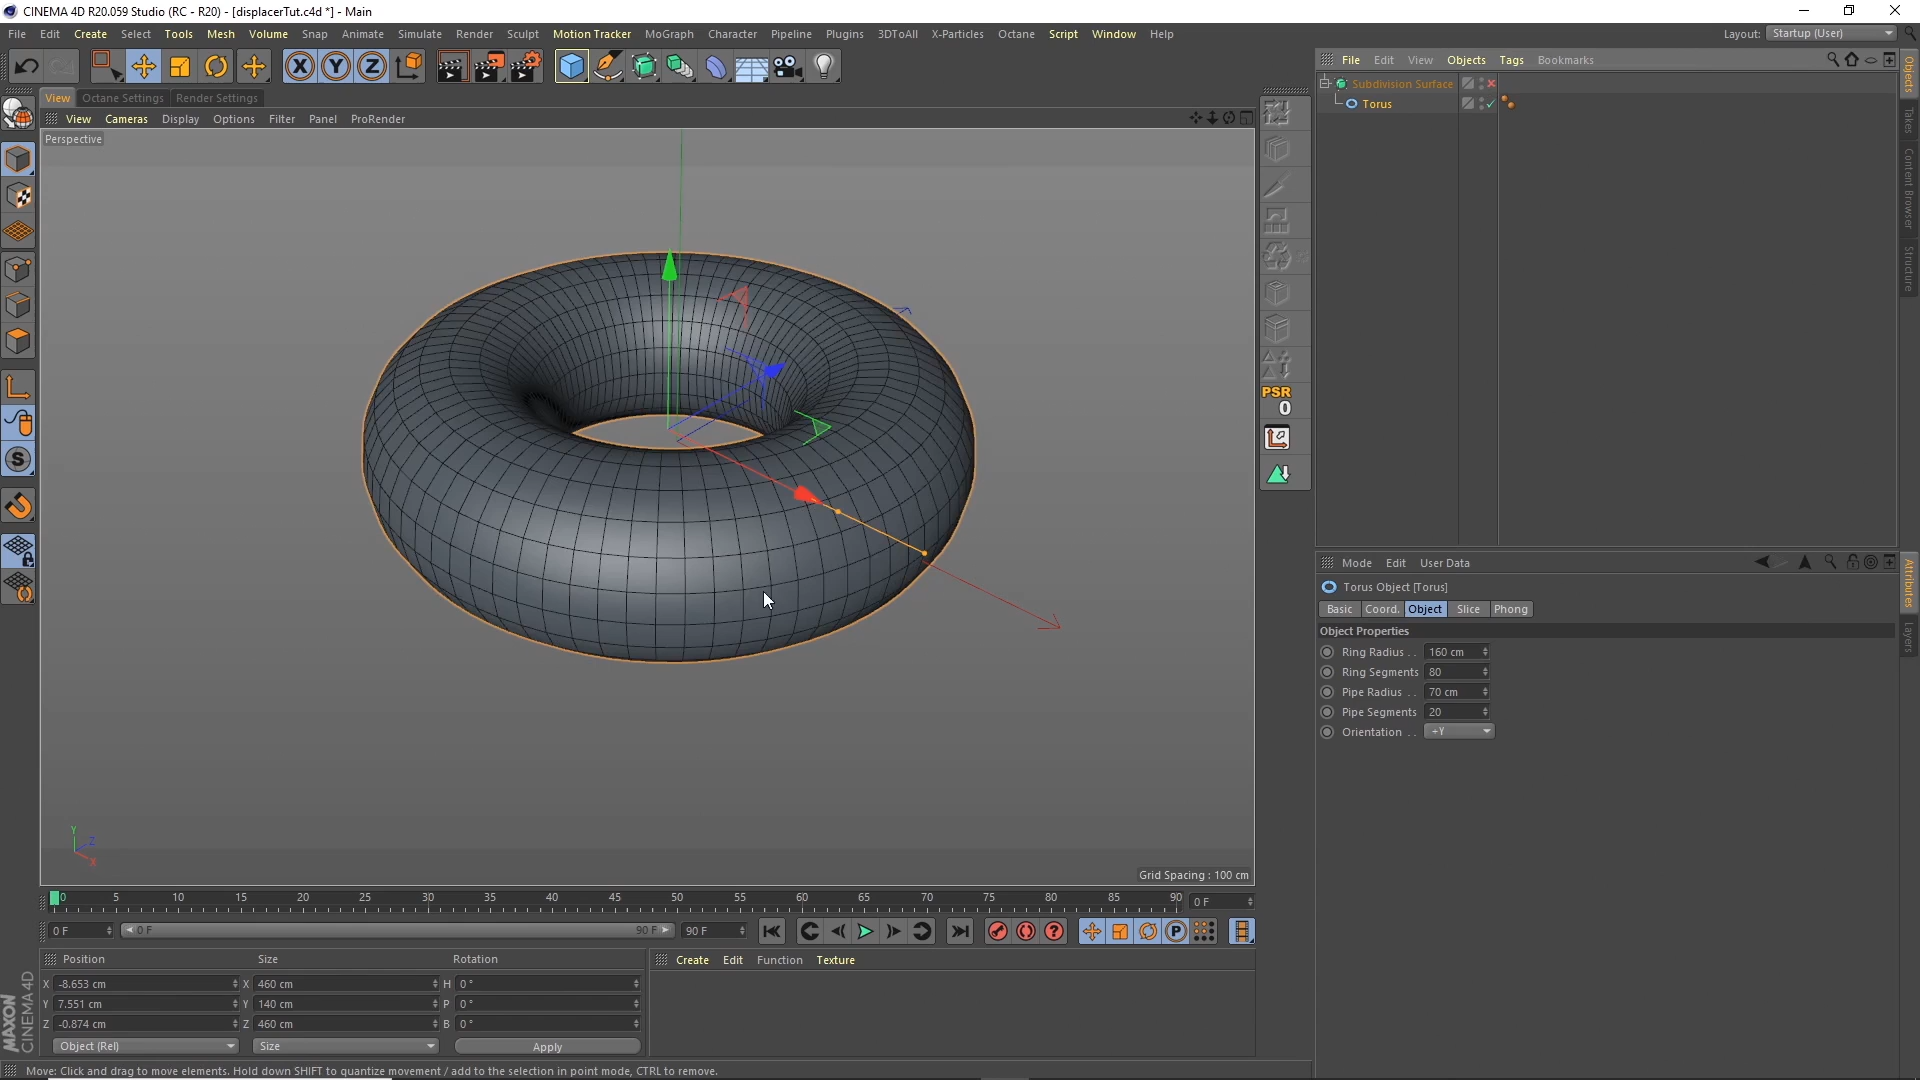 CINEMA 4D R20.059 Studio (RC - R20) - [displacerTut.c4d *] - Main
File Edit Create Select Tools Mesh Volume Snap Animate Simulate Render Sculpt Motion Tracker MoGraph Character Pipeline Plugins 3DToAll X-Particles Octane Script Window Help
Layout: Startup (User)
X Y Z
File Edit View Objects Tags Bookmarks
View Octane Settings Render Settings
Subdivision Surface
Torus
View Cameras Display Options Filter Panel ProRender
Perspective
Objects
Takes
Content Browser
Structure
PSR
0
S
Mode Edit User Data
Torus Object [Torus]
Basic Coord. Object Slice Phong
Object Properties
Ring Radius . . 160 cm
Ring Segments 80
Pipe Radius . . 70 cm
Pipe Segments 20
Orientation . . +Y
Attributes
Layers
Y
Z
X
Grid Spacing : 100 cm
0 5 10 15 20 25 30 35 40 45 50 55 60 65 70 75 80 85 90 0 F
0 F 0 F 90 F 90 F
P
Position Size Rotation
X -8.653 cm X 460 cm H 0 °
Y 7.551 cm Y 140 cm P 0 °
Z -0.874 cm Z 460 cm B 0 °
Object (Rel) Size Apply
Create Edit Function Texture
MAXON
CINEMA 4D
Move: Click and drag to move elements. Hold down SHIFT to quantize movement / add to the selection in point mode, CTRL to remove.